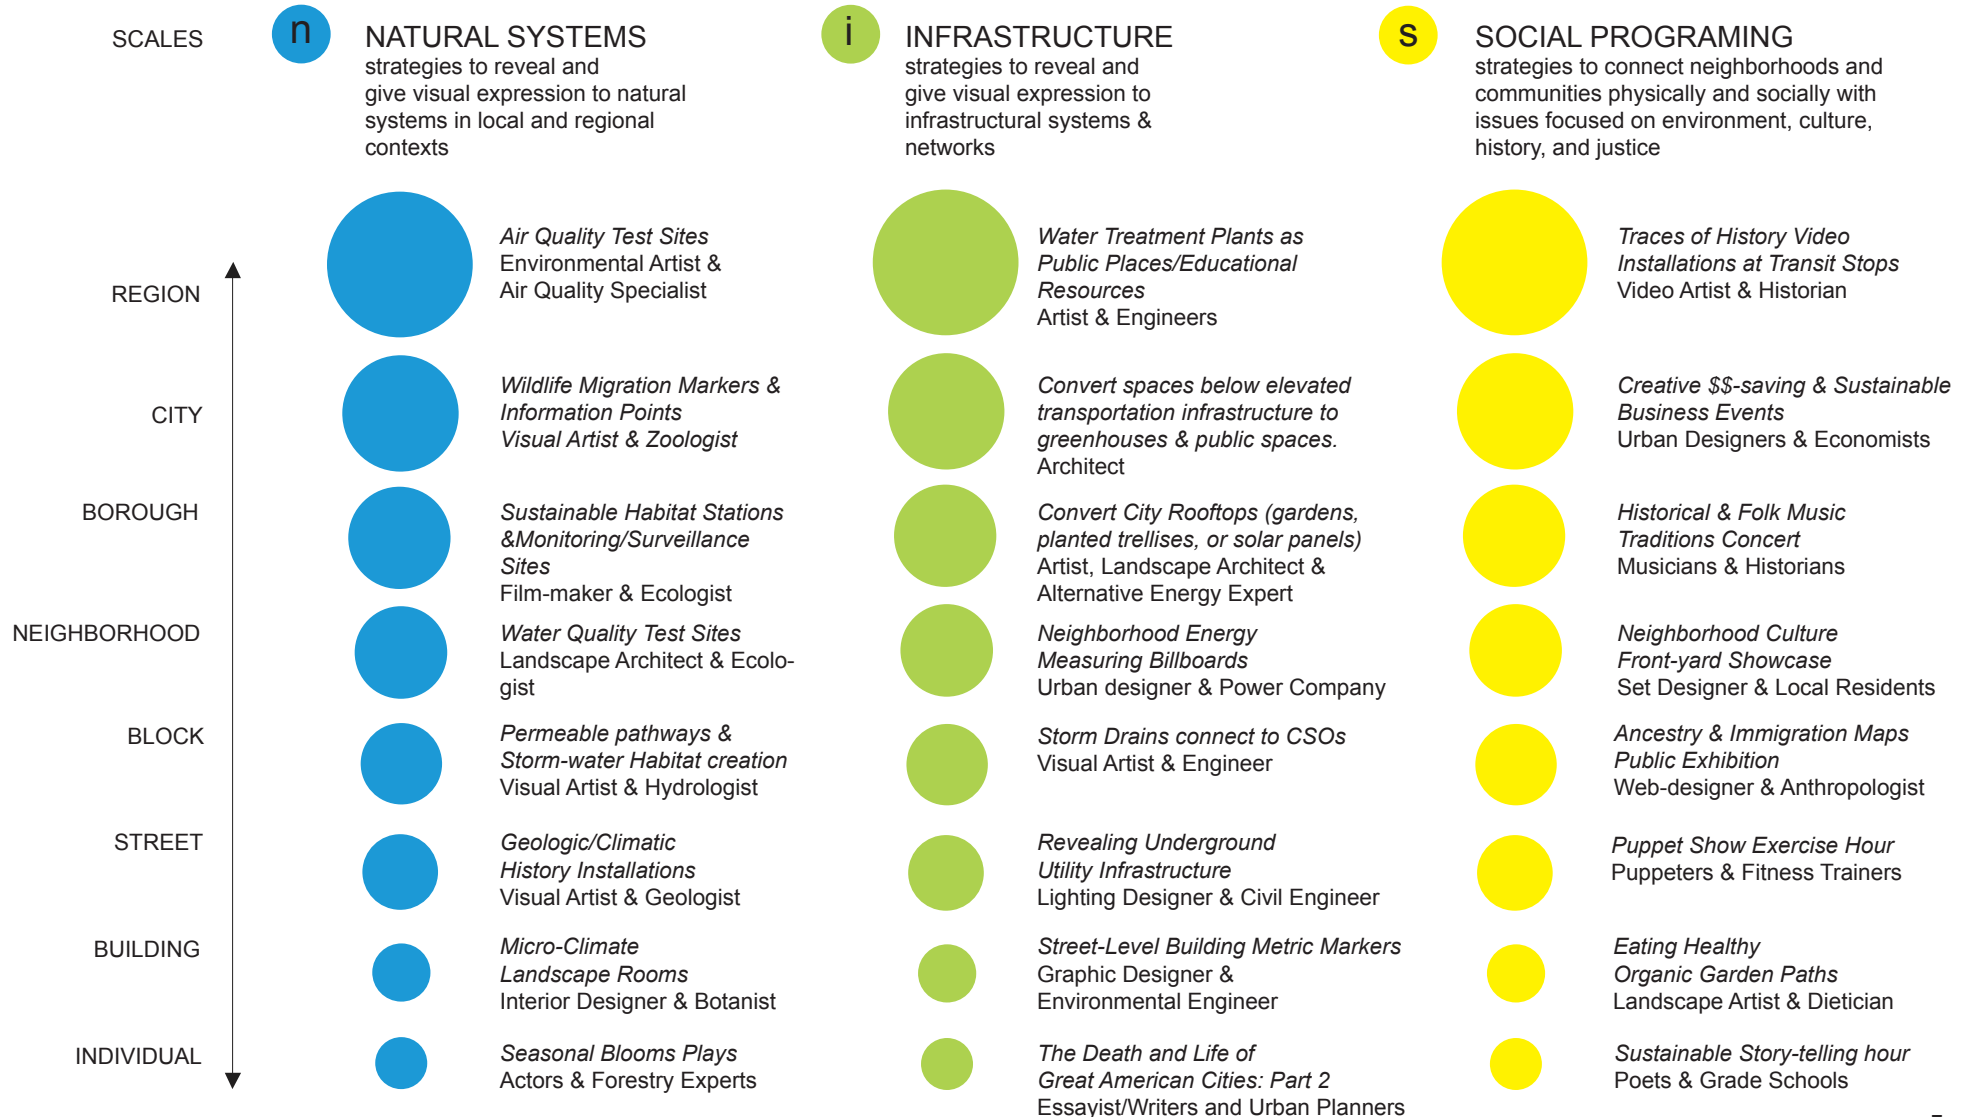 SCALES
n
NATURAL SYSTEMS
strategies to reveal and
give visual expression to natural
systems in local and regional
contexts
i
INFRASTRUCTURE
strategies to reveal and
give visual expression to
infrastructural systems &
networks
s
SOCIAL PROGRAMING
strategies to connect neighborhoods and
communities physically and socially with
issues focused on environment, culture,
history, and justice
REGION
Air Quality Test Sites
Environmental Artist &
Air Quality Specialist
Water Treatment Plants as
Public Places/Educational
Resources
Artist & Engineers
Traces of History Video
Installations at Transit Stops
Video Artist & Historian
CITY
Wildlife Migration Markers &
Information Points
Visual Artist & Zoologist
Convert spaces below elevated
transportation infrastructure to
greenhouses & public spaces.
Architect
Creative $$-saving & Sustainable
Business Events
Urban Designers & Economists
BOROUGH
Sustainable Habitat Stations
&Monitoring/Surveillance
Sites
Film-maker & Ecologist
Convert City Rooftops (gardens,
planted trellises, or solar panels)
Artist, Landscape Architect &
Alternative Energy Expert
Historical & Folk Music
Traditions Concert
Musicians & Historians
NEIGHBORHOOD
Water Quality Test Sites
Landscape Architect & Ecolo-
gist
Neighborhood Energy
Measuring Billboards
Urban designer & Power Company
Neighborhood Culture
Front-yard Showcase
Set Designer & Local Residents
BLOCK
Permeable pathways &
Storm-water Habitat creation
Visual Artist & Hydrologist
Storm Drains connect to CSOs
Visual Artist & Engineer
Ancestry & Immigration Maps
Public Exhibition
Web-designer & Anthropologist
STREET
Geologic/Climatic
History Installations
Visual Artist & Geologist
Revealing Underground
Utility Infrastructure
Lighting Designer & Civil Engineer
Puppet Show Exercise Hour
Puppeters & Fitness Trainers
BUILDING
Micro-Climate
Landscape Rooms
Interior Designer & Botanist
Street-Level Building Metric Markers
Graphic Designer &
Environmental Engineer
Eating Healthy
Organic Garden Paths
Landscape Artist & Dietician
INDIVIDUAL
Seasonal Blooms Plays
Actors & Forestry Experts
The Death and Life of
Great American Cities: Part 2
Essayist/Writers and Urban Planners
Sustainable Story-telling hour
Poets & Grade Schools